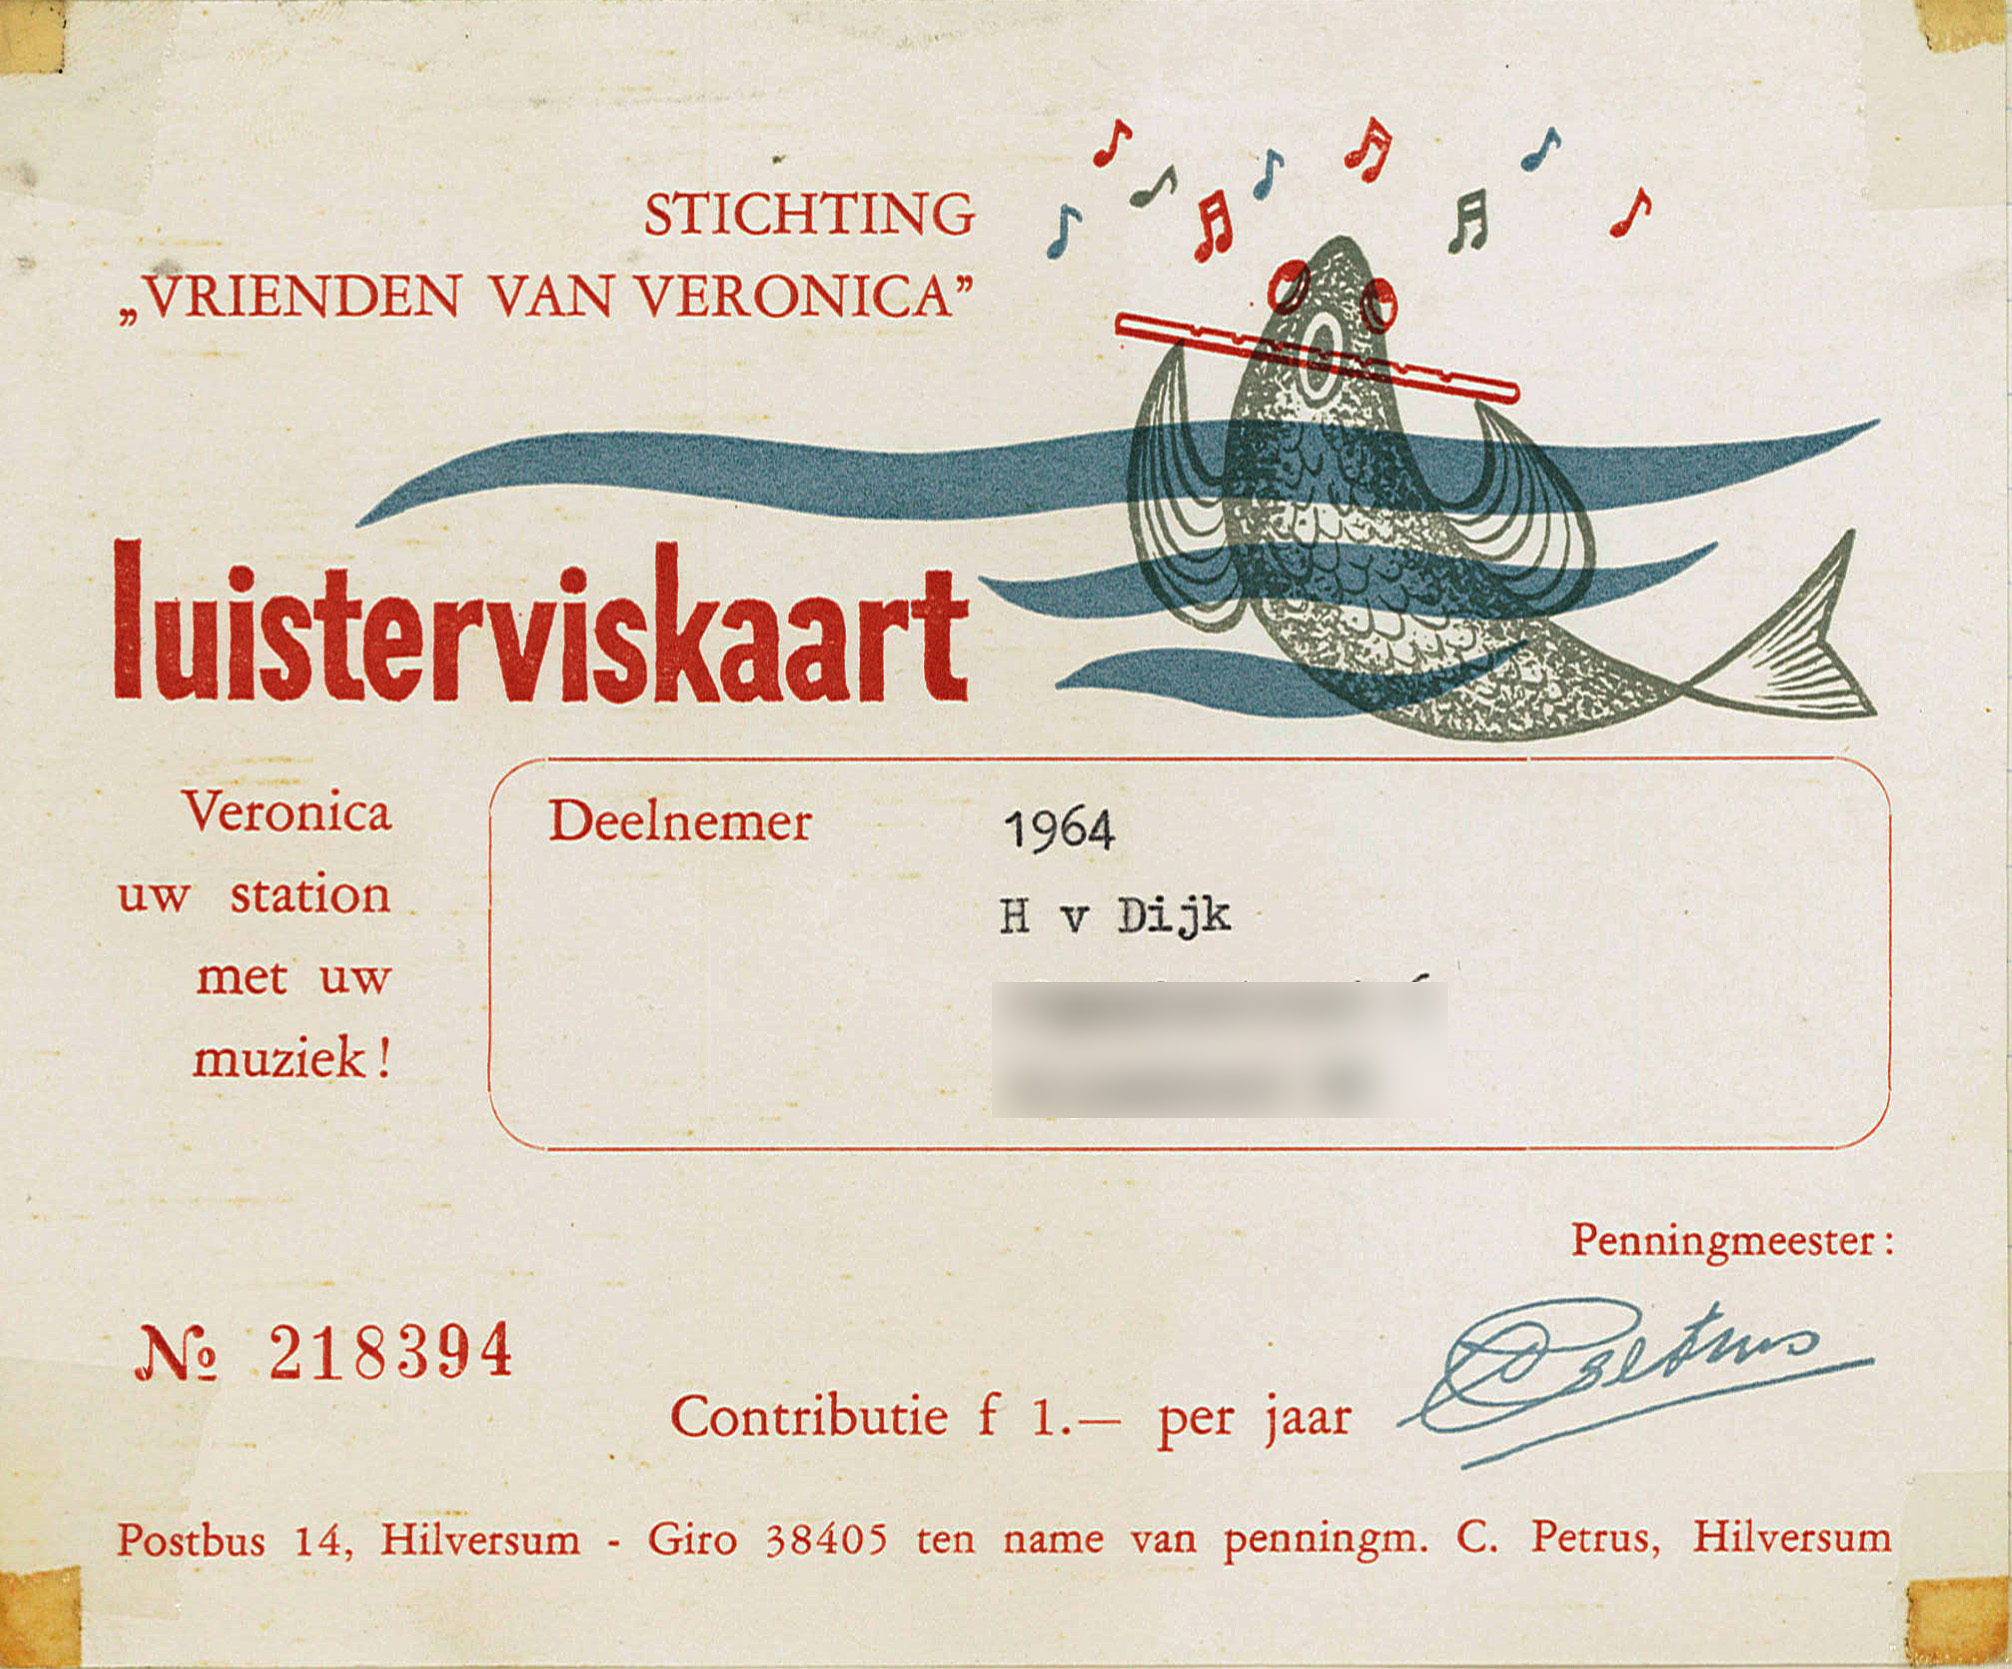 STICHTING
„VRIENDEN VAN VERONICA”
luisterviskaart
Veronica
uw station
met uw
muziek!
Deelnemer 1964
H v Dijk
Penningmeester:
CPetrus
№ 218394
Contributie f 1.— per jaar
Postbus 14, Hilversum - Giro 38405 ten name van penningm. C. Petrus, Hilversum